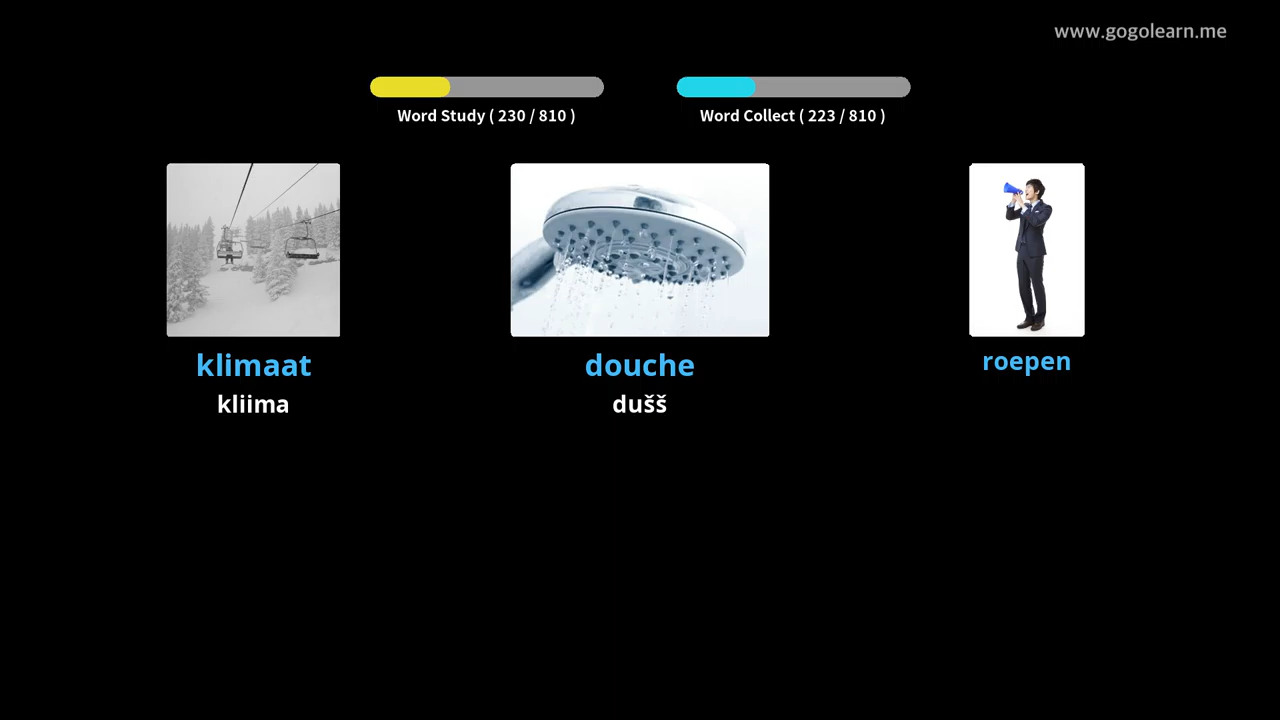 www.gogolearn.me
Word Study ( 230 / 810 )
Word Collect ( 223 / 810 )
klimaat
kliima
douche
dušš
roepen